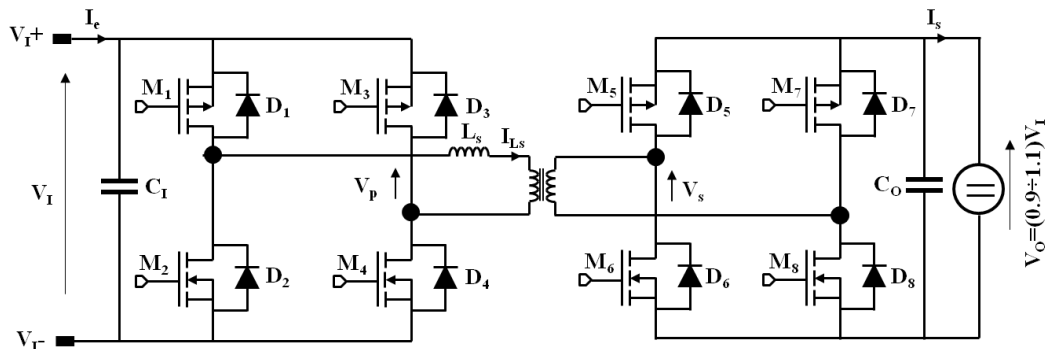 V_I+
I_e
I_s
M_1
D_1
M_3
D_3
M_5
D_5
M_7
D_7
L_s
I_Ls
V_I
C_I
V_p
V_s
C_O
V_O=(0.9÷1.1)V_I
M_2
D_2
M_4
D_4
M_6
D_6
M_8
D_8
V_I-